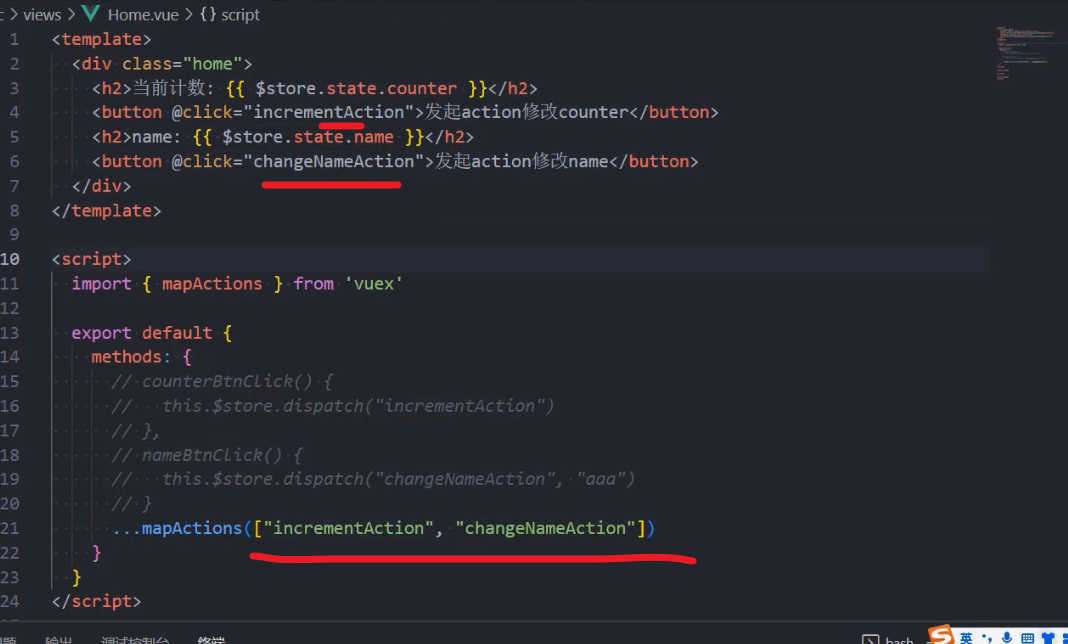 views > Home.vue > {} script
1 <template>
2 <div class="home">
3 <h2>当前计数: {{ $store.state.counter }}</h2>
4 <button @click="incrementAction">发起action修改counter</button>
5 <h2>name: {{ $store.state.name }}</h2>
6 <button @click="changeNameAction">发起action修改name</button>
7 </div>
8 </template>
9
10 <script>
11 import { mapActions } from 'vuex'
12
13 export default {
14 methods: {
15 // counterBtnClick() {
16 // this.$store.dispatch("incrementAction")
17 // },
18 // nameBtnClick() {
19 // this.$store.dispatch("changeNameAction", "aaa")
20 // }
21 ...mapActions(["incrementAction", "changeNameAction"])
22 }
23 }
24 </script>
输出 调试控制台 终端 bash
S 英